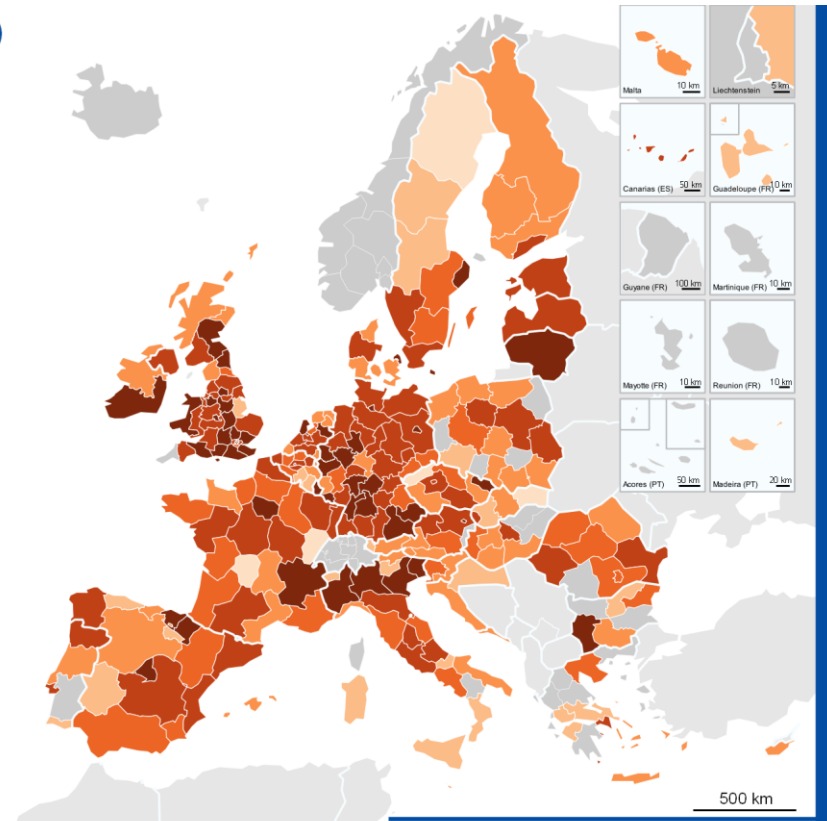 Malta
10 km
Liechtenstein
5 km
Canarias (ES)
50 km
Guadeloupe (FR)
10 km
Guyane (FR)
100 km
Martinique (FR)
10 km
Mayotte (FR)
10 km
Reunion (FR)
10 km
Acores (PT)
50 km
Madeira (PT)
20 km
500 km